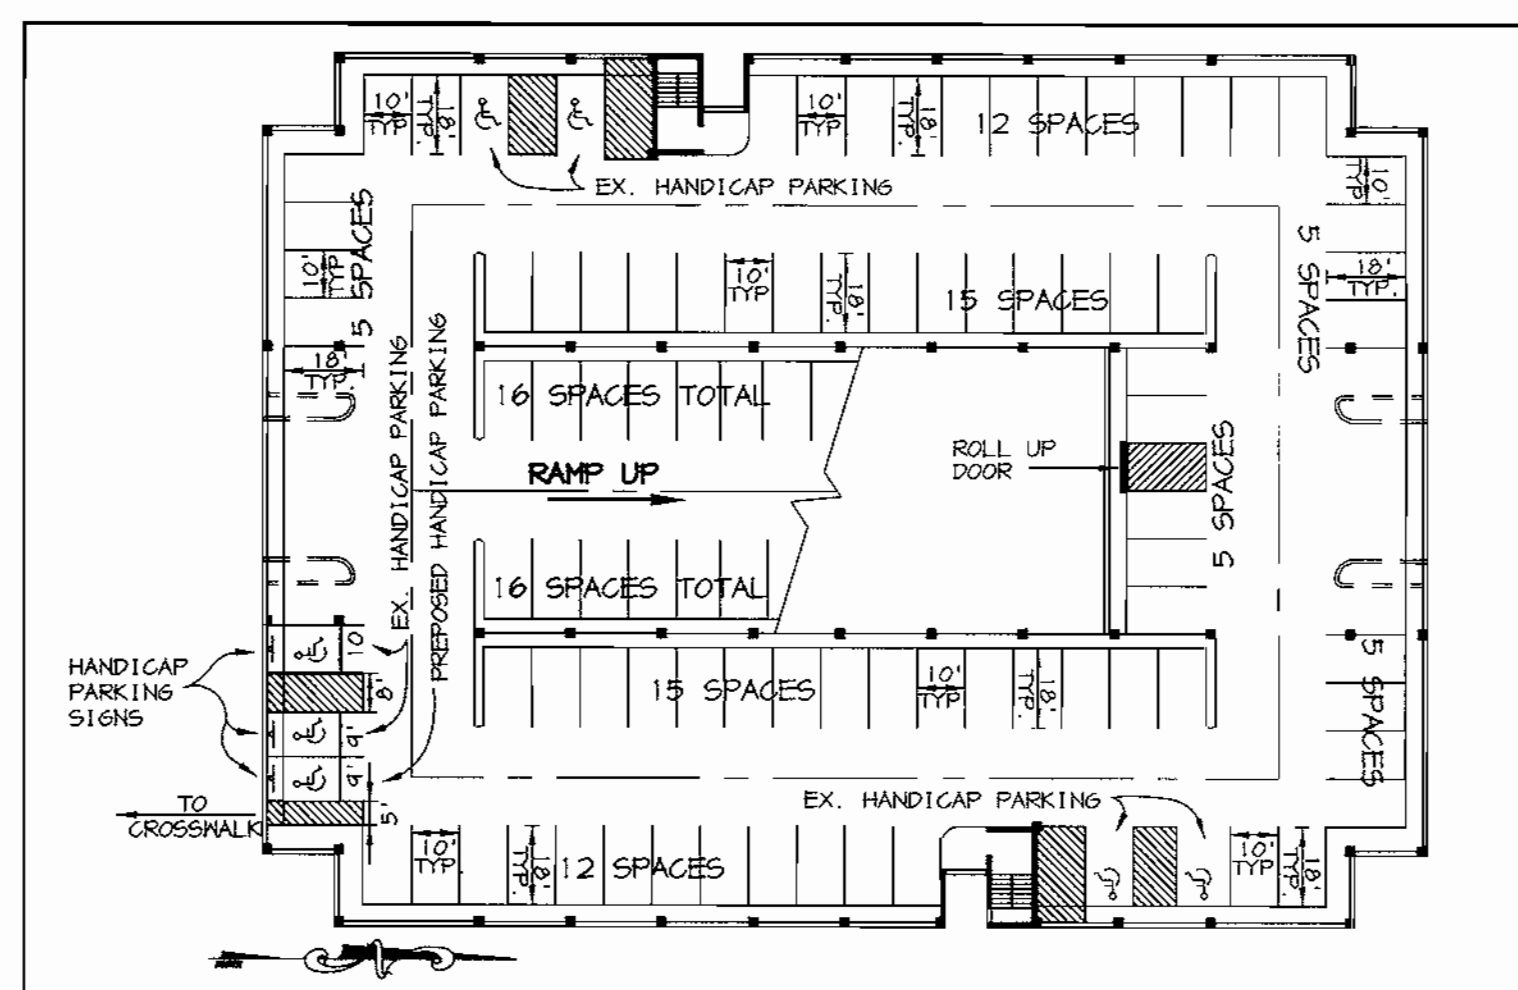 10' TYP
18' TYP.
10' TYP
18' TYP.
12 SPACES
EX. HANDICAP PARKING
10' TYP
5 SPACES
10' TYP
18' TYP.
10' TYP
18' TYP.
15 SPACES
5 SPACES
18' TYP.
16 SPACES TOTAL
RAMP UP
ROLL UP
DOOR
5 SPACES
16 SPACES TOTAL
EX. HANDICAP PARKING
PREPOSED HANDICAP PARKING
HANDICAP
PARKING
SIGNS
10
8'
9'
9'
5'
TO
CROSSWALK
15 SPACES
10' TYP
18' TYP.
5 SPACES
EX. HANDICAP PARKING
10' TYP.
18' TYP.
12 SPACES
10' TYP
18' TYP.